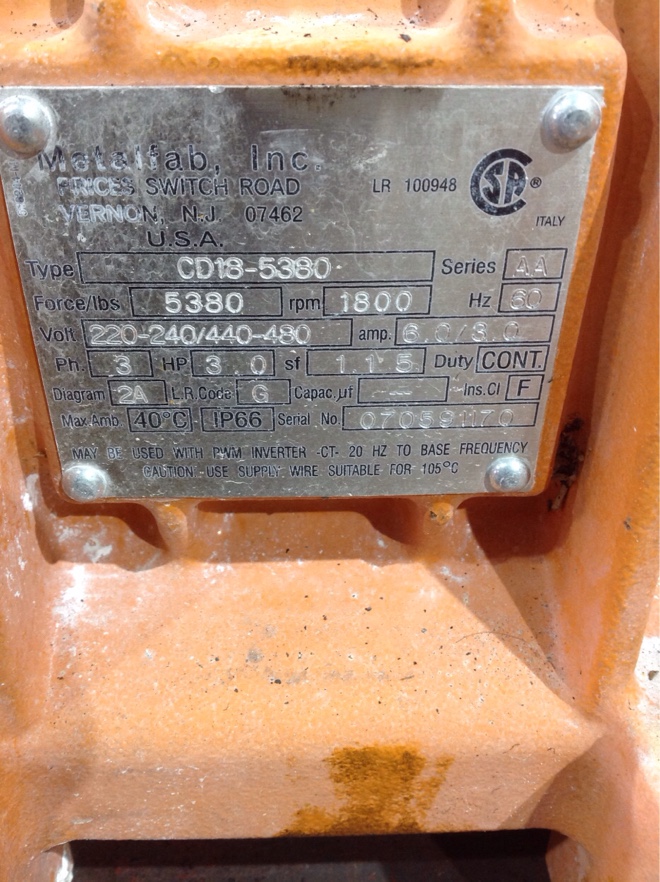 Metalfab, Inc.
PRICES SWITCH ROAD
VERNON, N.J. 07462
U.S.A.
LR 100948
SA ®
ITALY
Type CD18-5380 Series AA
Force/lbs 5380 rpm 1800 Hz 60
Volt. 220-240/440-480 amp. 6.0/3.0
Ph. 3 HP 3.0 sf 1.15 Duty CONT.
Diagram 2A L.R.Code G Capac.µf -- Ins.Cl F
Max.Amb. 40°C IP66 Serial No. 070591170
MAY BE USED WITH PWM INVERTER -CT- 20 HZ TO BASE FREQUENCY
CAUTION: USE SUPPLY WIRE SUITABLE FOR 105°C